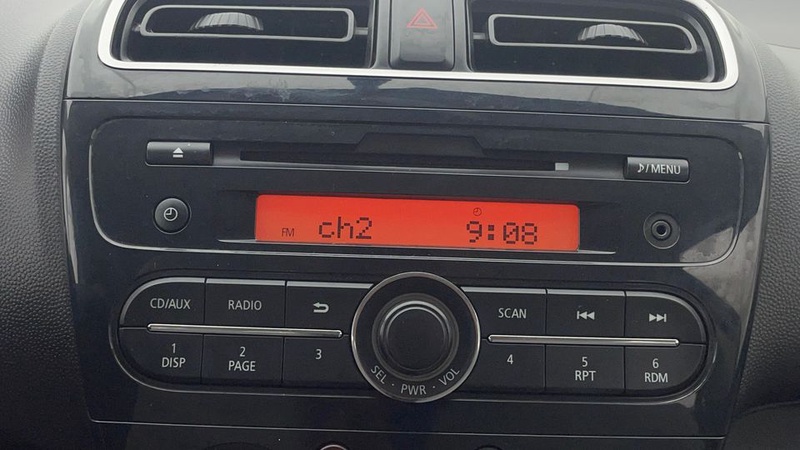 ♪/MENU
FM ch2 9:08
CD/AUX RADIO SCAN
1 2 3 4 5 6
DISP PAGE RPT RDM
SEL · PWR · VOL